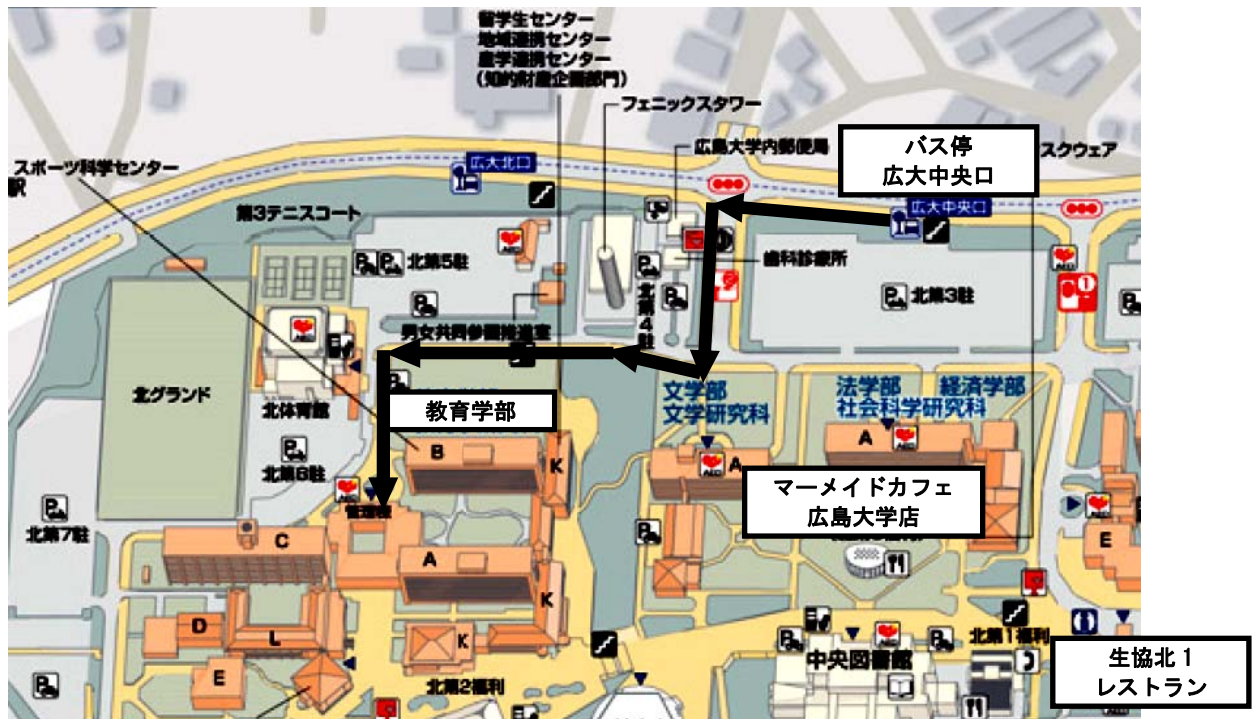 留学生センター
地域連携センター
産学連携センター
(知的財産企画部門)
フェニックスタワー
広島大学内郵便局
バス停
広大中央口
スクウェア
スポーツ科学センター
駅
広大北口
広大中央口
第3テニスコート
北第5駐
歯科診療所
北第4駐
北第3駐
男女共同参画推進室
AED
AED
AED
1
北グランド
北体育館
教育学部
文学部
文学研究科
法学部 経済学部
社会科学研究科
北第6駐
B
K
A
AED
A
AED
マーメイドカフェ
広島大学店
AED
管理棟
AED
北第7駐
C
A
E
K
D
L
K
E
北第2福利
中央図書館
AED
北第1福利
生協北1
レストラン